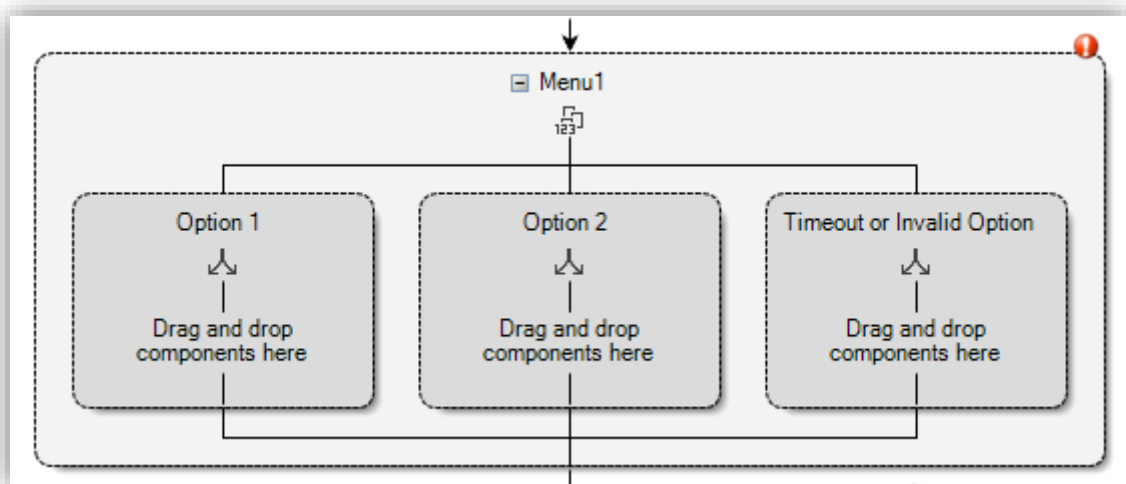 Menu1
123
Option 1
Option 2
Timeout or Invalid Option
Drag and drop
components here
Drag and drop
components here
Drag and drop
components here